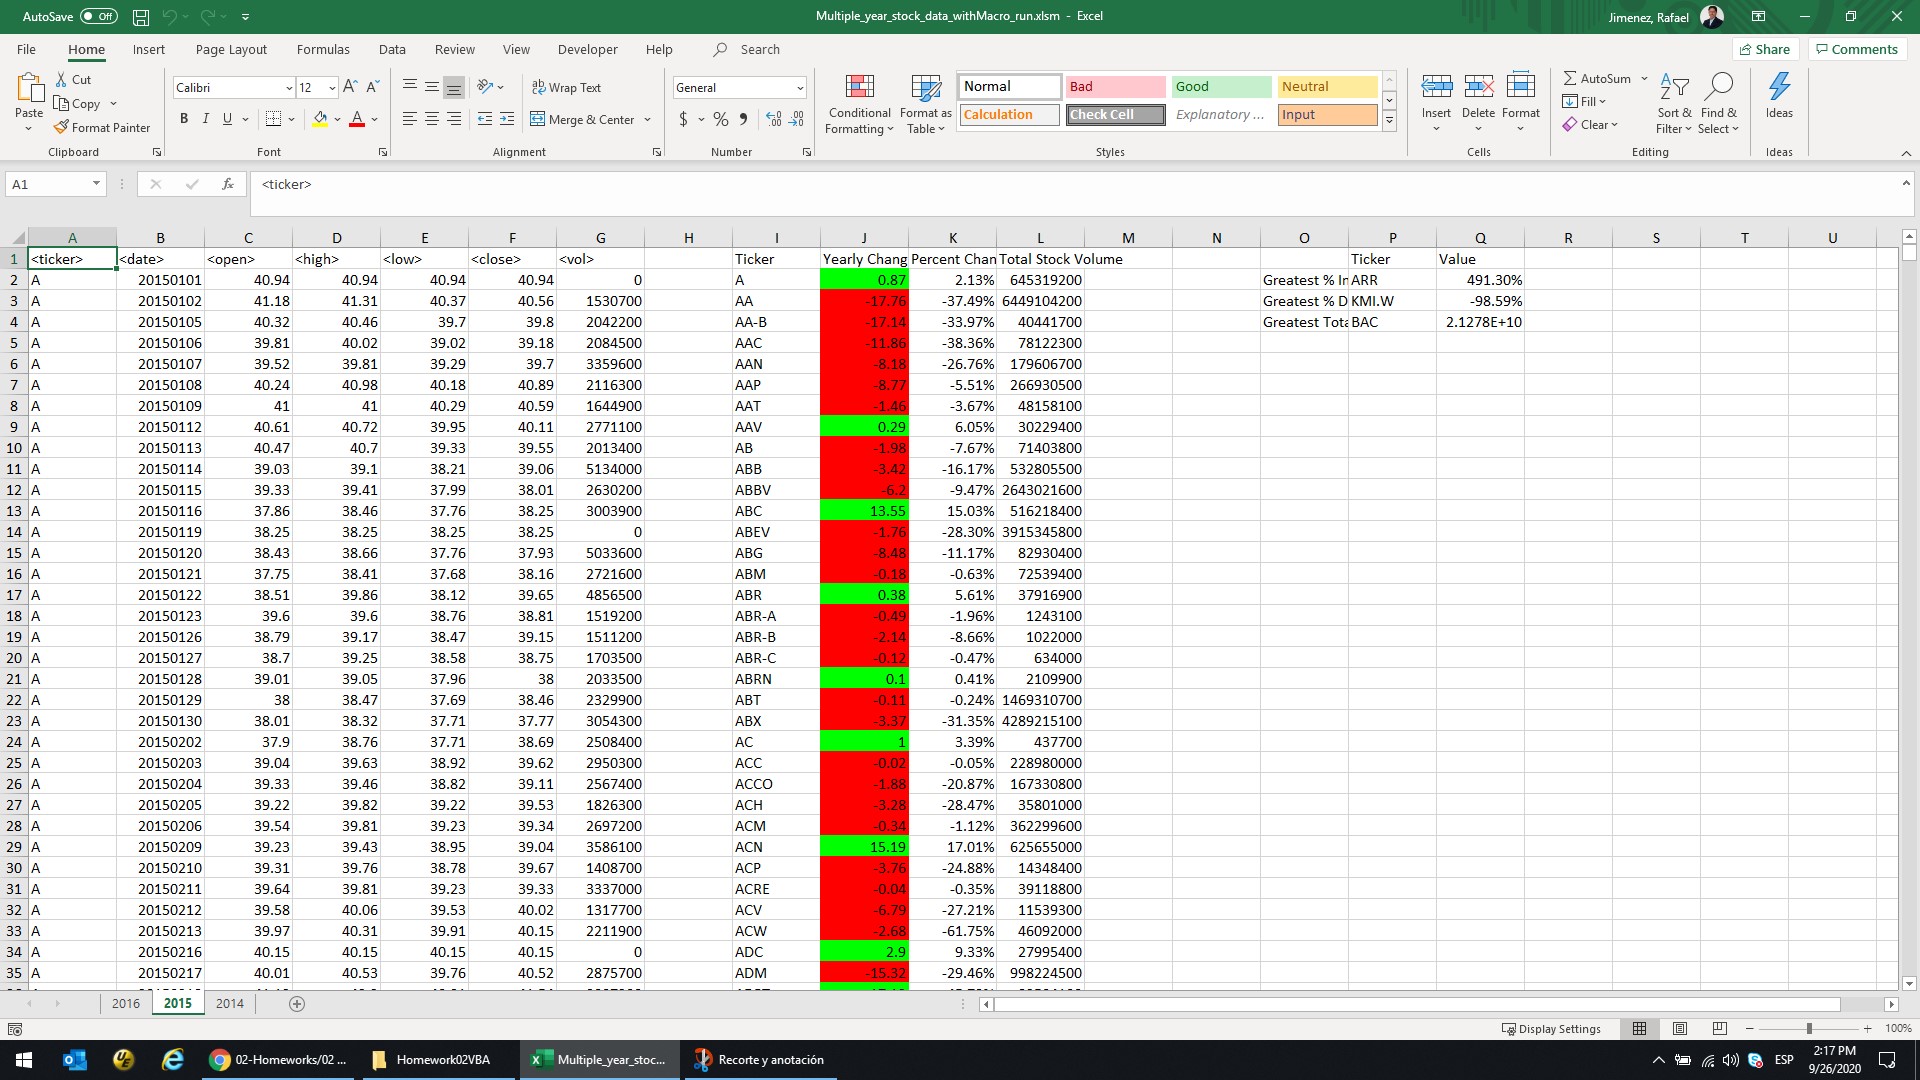 AutoSave Off Multiple_year_stock_data_withMacro_run.xlsm - Excel Jimenez, Rafael
File Home Insert Page Layout Formulas Data Review View Developer Help Search Share Comments
Cut
Copy
Format Painter
Paste
Clipboard
Calibri 12
B I U
Font
Wrap Text
Merge & Center
Alignment
General
$ % ,
Number
Conditional Formatting
Format as Table
Normal Bad Good Neutral
Calculation Check Cell Explanatory ... Input
Styles
Insert Delete Format
Cells
AutoSum
Fill
Clear
Sort & Filter
Find & Select
Editing
Ideas
Ideas
A1 fx <ticker>
A B C D E F G H I J K L M N O P Q R S T U
1 <ticker> <date> <open> <high> <low> <close> <vol> Ticker Yearly Chang Percent Chan Total Stock Volume Ticker Value
2 A 20150101 40.94 40.94 40.94 40.94 0 A 0.87 2.13% 645319200 Greatest % In ARR 491.30%
3 A 20150102 41.18 41.31 40.37 40.56 1530700 AA -17.76 -37.49% 6449104200 Greatest % D KMI.W -98.59%
4 A 20150105 40.32 40.46 39.7 39.8 2042200 AA-B -17.14 -33.97% 40441700 Greatest Tota BAC 2.1278E+10
5 A 20150106 39.81 40.02 39.02 39.18 2084500 AAC -11.86 -38.36% 78122300
6 A 20150107 39.52 39.81 39.29 39.7 3359600 AAN -8.18 -26.76% 179606700
7 A 20150108 40.24 40.98 40.18 40.89 2116300 AAP -8.77 -5.51% 266930500
8 A 20150109 41 41 40.29 40.59 1644900 AAT -1.46 -3.67% 48158100
9 A 20150112 40.61 40.72 39.95 40.11 2771100 AAV 0.29 6.05% 30229400
10 A 20150113 40.47 40.7 39.33 39.55 2013400 AB -1.98 -7.67% 71403800
11 A 20150114 39.03 39.1 38.21 39.06 5134000 ABB -3.42 -16.17% 532805500
12 A 20150115 39.33 39.41 37.99 38.01 2630200 ABBV -6.2 -9.47% 2643021600
13 A 20150116 37.86 38.46 37.76 38.25 3003900 ABC 13.55 15.03% 516218400
14 A 20150119 38.25 38.25 38.25 38.25 0 ABEV -1.76 -28.30% 3915345800
15 A 20150120 38.43 38.66 37.76 37.93 5033600 ABG -8.48 -11.17% 82930400
16 A 20150121 37.75 38.41 37.68 38.16 2721600 ABM -0.18 -0.63% 72539400
17 A 20150122 38.51 39.86 38.12 39.65 4856500 ABR 0.38 5.61% 37916900
18 A 20150123 39.6 39.6 38.76 38.81 1519200 ABR-A -0.49 -1.96% 1243100
19 A 20150126 38.79 39.17 38.47 39.15 1511200 ABR-B -2.14 -8.66% 1022000
20 A 20150127 38.7 39.25 38.58 38.75 1703500 ABR-C -0.12 -0.47% 634000
21 A 20150128 39.01 39.05 37.96 38 2033500 ABRN 0.1 0.41% 2109900
22 A 20150129 38 38.47 37.69 38.46 2329900 ABT -0.11 -0.24% 1469310700
23 A 20150130 38.01 38.32 37.71 37.77 3054300 ABX -3.37 -31.35% 4289215100
24 A 20150202 37.9 38.76 37.71 38.69 2508400 AC 1 3.39% 437700
25 A 20150203 39.04 39.63 38.92 39.62 2950300 ACC -0.02 -0.05% 228980000
26 A 20150204 39.33 39.46 38.82 39.11 2567400 ACCO -1.88 -20.87% 167330800
27 A 20150205 39.22 39.82 39.22 39.53 1826300 ACH -3.28 -28.47% 35801000
28 A 20150206 39.54 39.81 39.23 39.34 2697200 ACM -0.34 -1.12% 362299600
29 A 20150209 39.23 39.43 38.95 39.04 3586100 ACN 15.19 17.01% 625655000
30 A 20150210 39.31 39.76 38.78 39.67 1408700 ACP -3.76 -24.88% 14348400
31 A 20150211 39.64 39.81 39.23 39.33 3337000 ACRE -0.04 -0.35% 39118800
32 A 20150212 39.58 40.06 39.53 40.02 1317700 ACV -6.79 -27.21% 11539300
33 A 20150213 39.97 40.31 39.91 40.15 2211900 ACW -2.68 -61.75% 46092000
34 A 20150216 40.15 40.15 40.15 40.15 0 ADC 2.9 9.33% 27995400
35 A 20150217 40.01 40.53 39.76 40.52 2875700 ADM -15.32 -29.46% 998224500
2016 2015 2014
Display Settings 100%
02-Homeworks/02 ... Homework02VBA Multiple_year_stoc... Recorte y anotación ESP 2:17 PM
9/26/2020